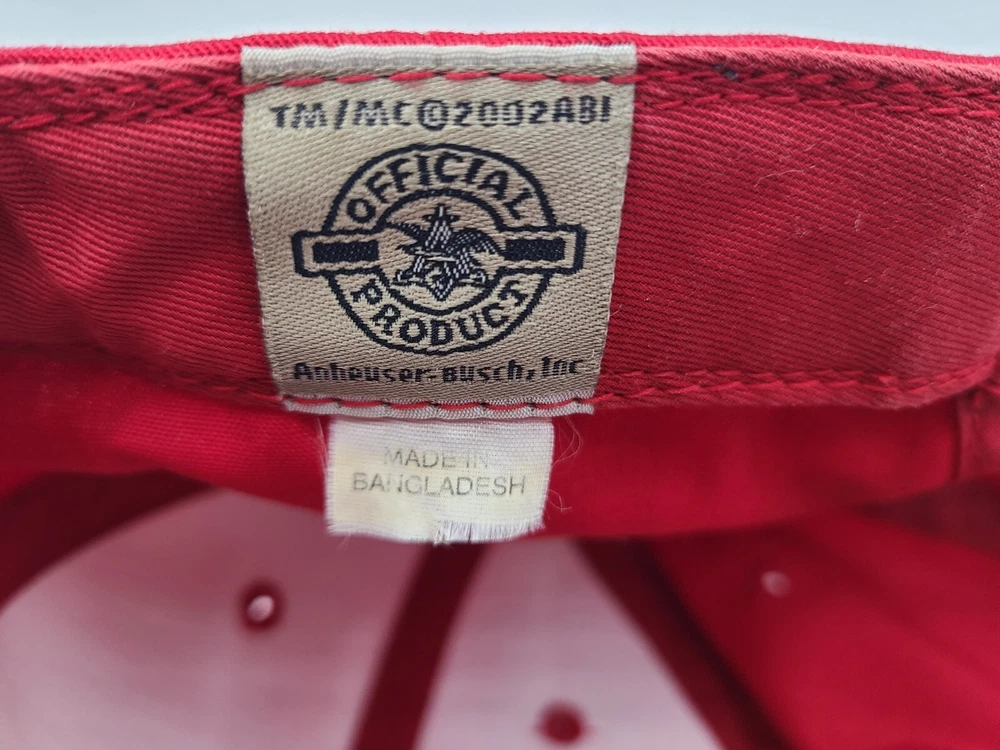 TM/MC©2002ABI
OFFICIAL
PRODUCT
Anheuser-Busch, Inc
MADE IN
BANGLADESH